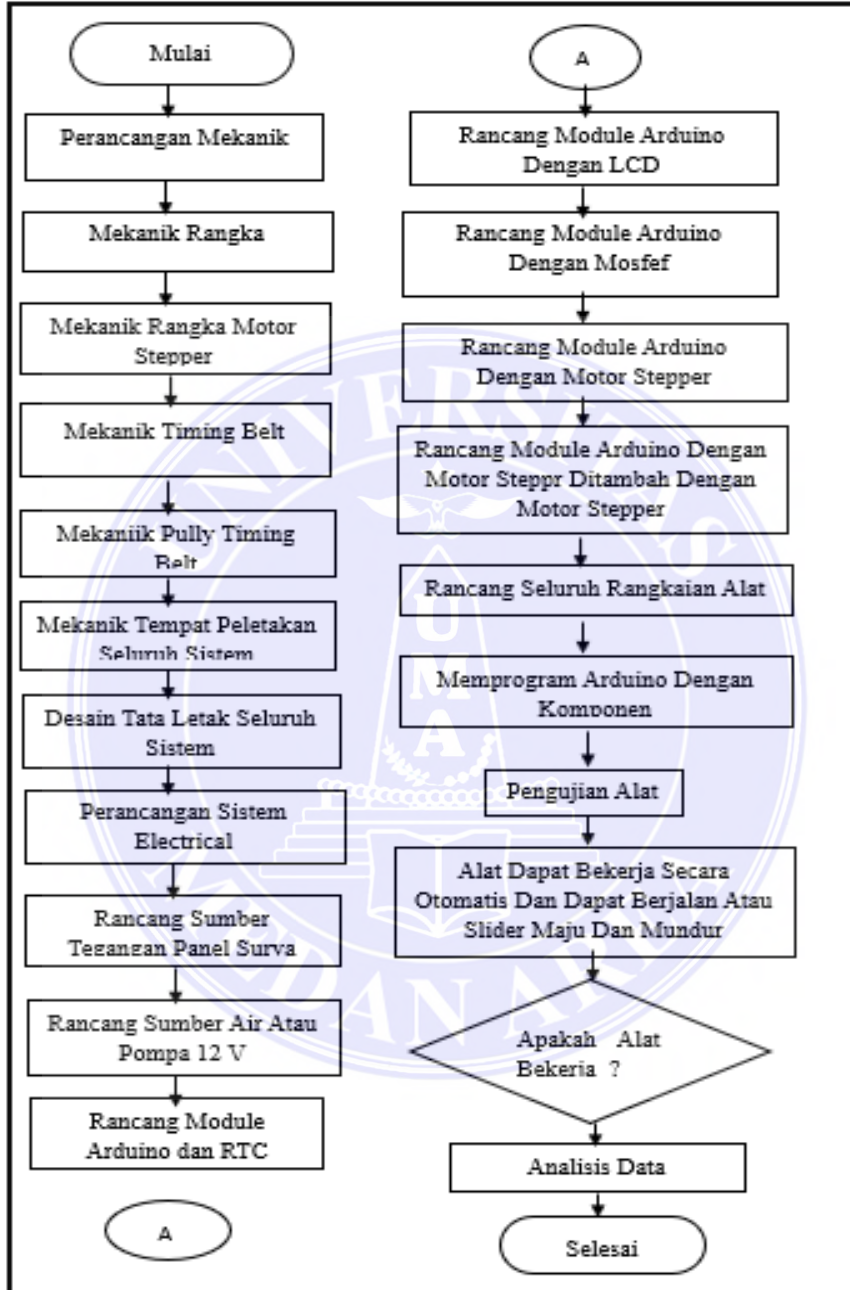 Mulai
Perancangan Mekanik
Mekanik Rangka
Mekanik Rangka Motor
Stepper
Mekanik Timing Belt
Mekaniik Pully Timing
Belt
Mekanik Tempat Peletakan
Seluruh Sistem
Desain Tata Letak Seluruh
Sistem
Perancangan Sistem
Electrical
Rancang Sumber
Tegangan Panel Surya
Rancang Sumber Air Atau
Pompa 12 V
Rancang Module
Arduino dan RTC
A
A
Rancang Module Arduino
Dengan LCD
Rancang Module Arduino
Dengan Mosfef
Rancang Module Arduino
Dengan Motor Stepper
Rancang Module Arduino Dengan
Motor Steppr Ditambah Dengan
Motor Stepper
Rancang Seluruh Rangkaian Alat
Memprogram Arduino Dengan
Komponen
Pengujian Alat
Alat Dapat Bekerja Secara
Otomatis Dan Dapat Berjalan Atau
Slider Maju Dan Mundur
Apakah Alat
Bekerja ?
Analisis Data
Selesai
UNIVERSITAS
MEDAN AREA
UMA